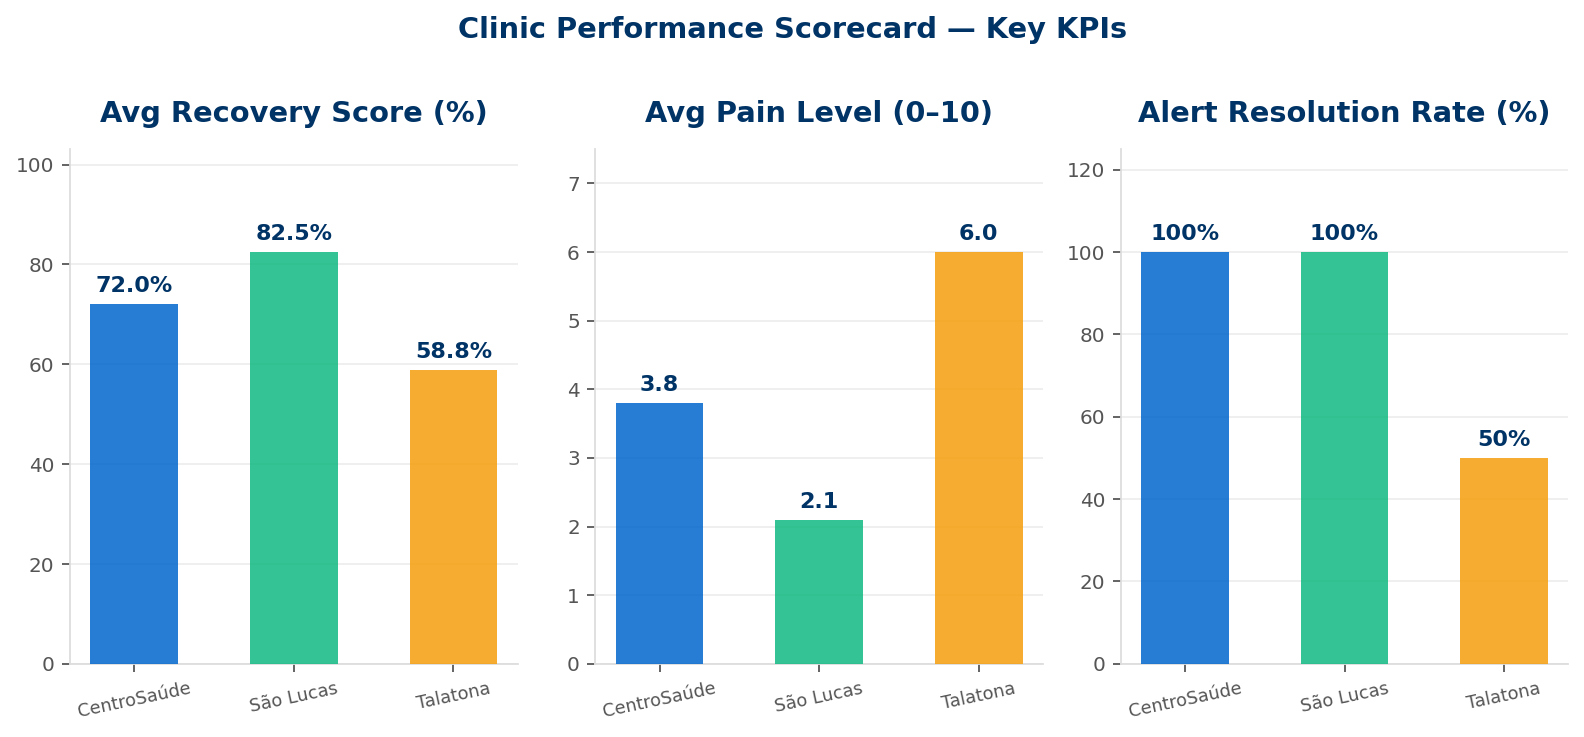 Clinic Performance Scorecard — Key KPIs
Avg Recovery Score (%)
100
80
60
40
20
0
72.0%
82.5%
58.8%
CentroSaúde
São Lucas
Talatona
Avg Pain Level (0–10)
7
6
5
4
3
2
1
0
3.8
2.1
6.0
CentroSaúde
São Lucas
Talatona
Alert Resolution Rate (%)
120
100
80
60
40
20
0
100%
100%
50%
CentroSaúde
São Lucas
Talatona